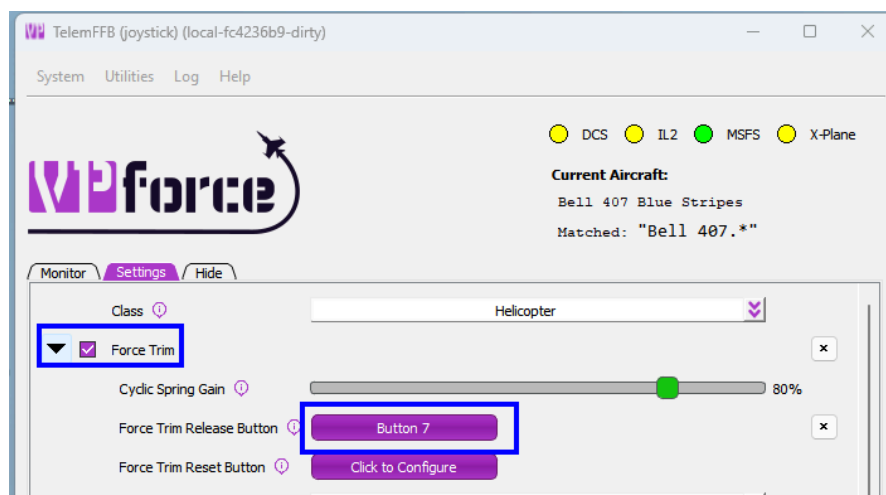 VP TelemFFB (joystick) (local-fc4236b9-dirty)
System Utilities Log Help
DCS IL2 MSFS X-Plane
VPforce
Current Aircraft:
Bell 407 Blue Stripes
Matched: "Bell 407.*"
Monitor Settings Hide
Class Helicopter
Force Trim
Cyclic Spring Gain 80%
Force Trim Release Button Button 7
Force Trim Reset Button Click to Configure